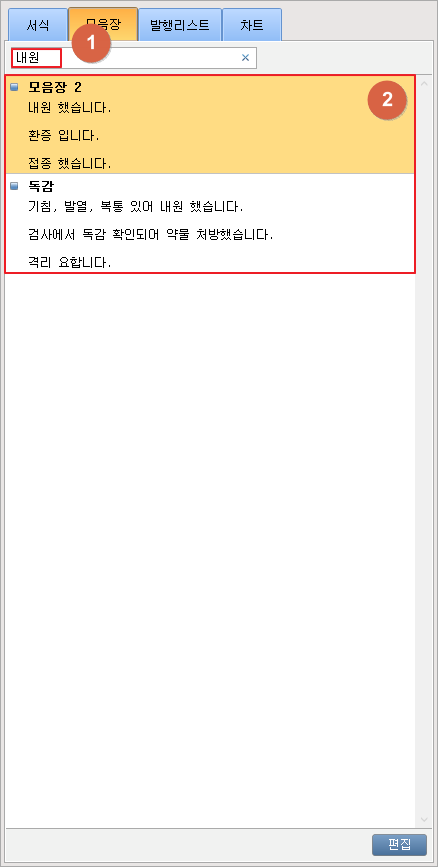 서식
모음장
발행리스트
차트
1
내원
×
2
모음장 2
내원 했습니다.
환증 입니다.
접종 했습니다.
독감
기침, 발열, 복통 있어 내원 했습니다.
검사에서 독감 확인되어 약물 처방했습니다.
격리 요합니다.
편집